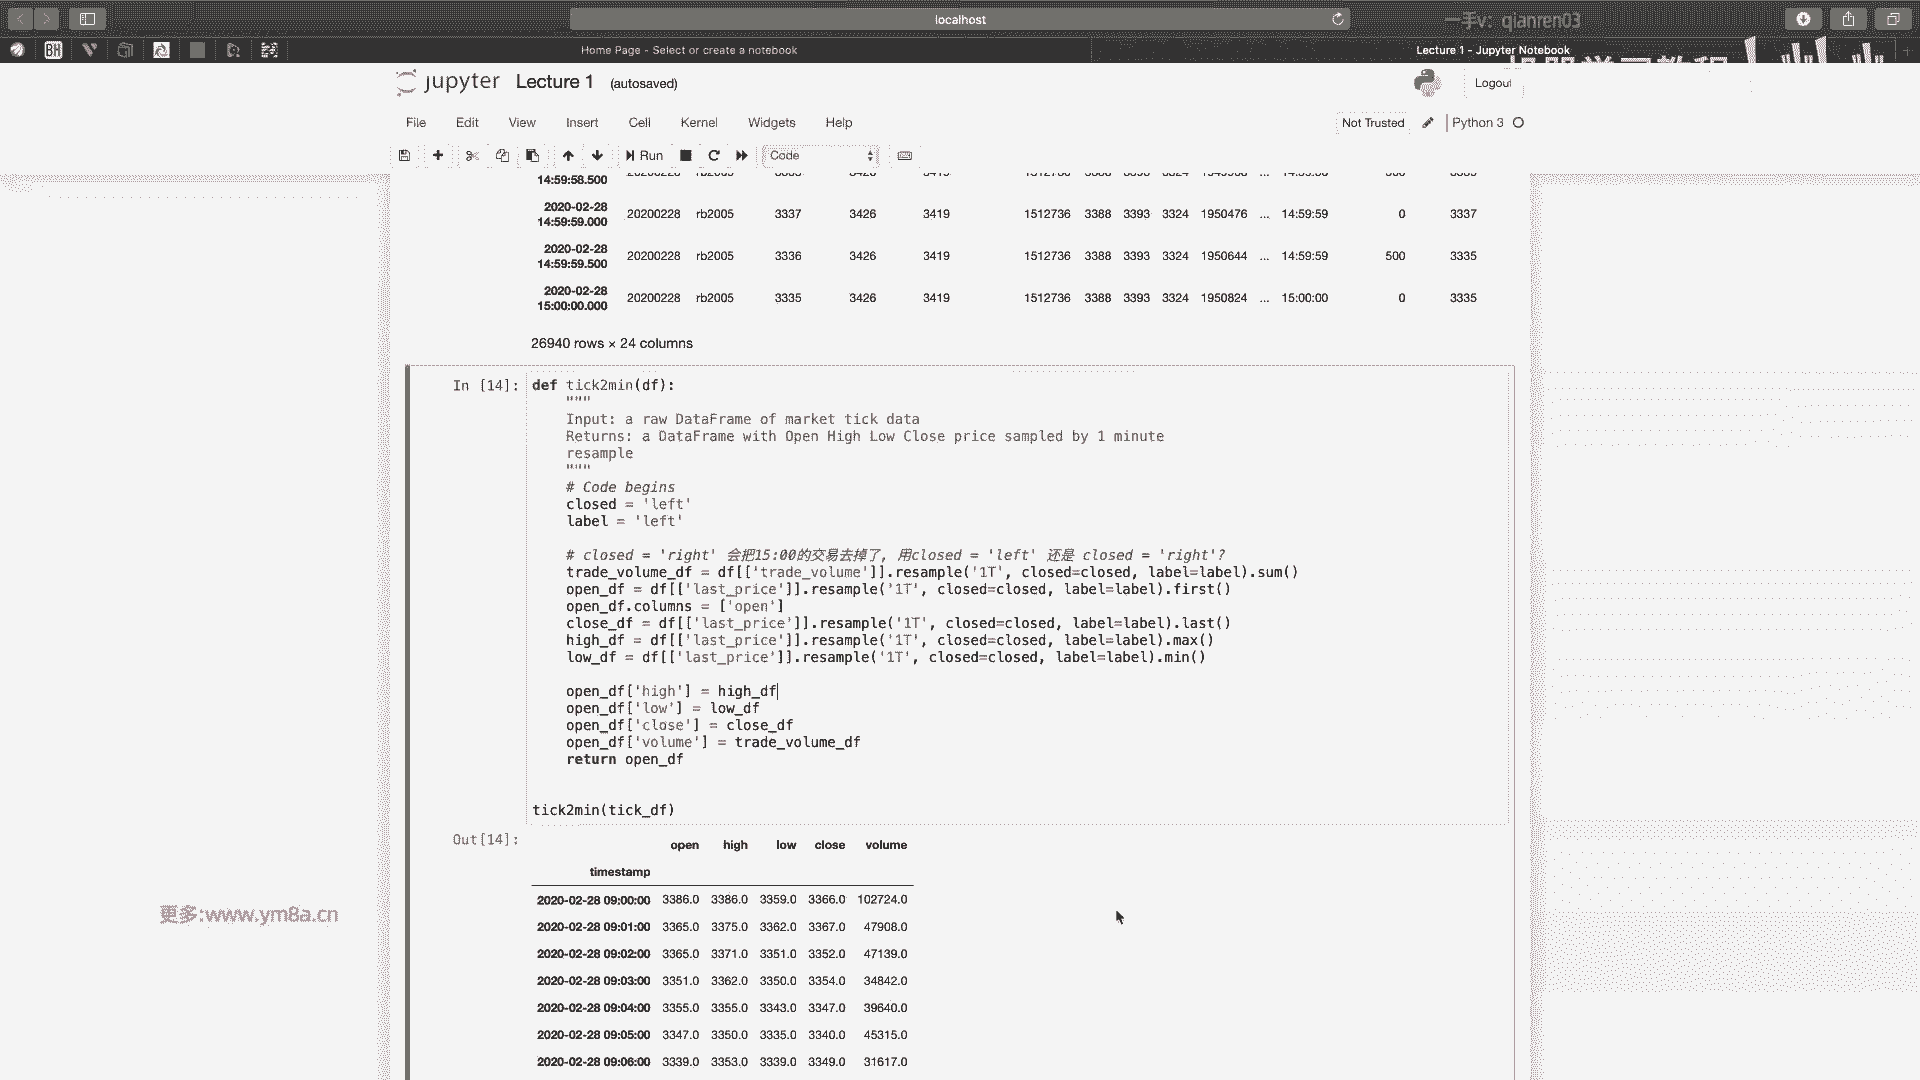 localhost
一手v: qianren03
Home Page - Select or create a notebook
Lecture 1 - Jupyter Notebook
jupyter Lecture 1 (autosaved)
Logout
File Edit View Insert Cell Kernel Widgets Help
Not Trusted Python 3
Run Code
14:59:58.500
2020-02-28
14:59:59.000 20200228 rb2005 3337 3426 3419 1512736 3388 3393 3324 1950476 ... 14:59:59 0 3337
2020-02-28
14:59:59.500 20200228 rb2005 3336 3426 3419 1512736 3388 3393 3324 1950644 ... 14:59:59 500 3335
2020-02-28
15:00:00.000 20200228 rb2005 3335 3426 3419 1512736 3388 3393 3324 1950824 ... 15:00:00 0 3335
26940 rows × 24 columns
In [14]: def tick2min(df):
"""
Input: a raw DataFrame of market tick data
Returns: a DataFrame with Open High Low Close price sampled by 1 minute
resample
"""
# Code begins
closed = 'left'
label = 'left'
# closed = 'right' 会把15:00的交易去掉了, 用closed = 'left' 还是 closed = 'right'?
trade_volume_df = df[['trade_volume']].resample('1T', closed=closed, label=label).sum()
open_df = df[['last_price']].resample('1T', closed=closed, label=label).first()
open_df.columns = ['open']
close_df = df[['last_price']].resample('1T', closed=closed, label=label).last()
high_df = df[['last_price']].resample('1T', closed=closed, label=label).max()
low_df = df[['last_price']].resample('1T', closed=closed, label=label).min()
open_df['high'] = high_df
open_df['low'] = low_df
open_df['close'] = close_df
open_df['volume'] = trade_volume_df
return open_df
tick2min(tick_df)
Out[14]:
open high low close volume
timestamp
2020-02-28 09:00:00 3386.0 3386.0 3359.0 3366.0 102724.0
2020-02-28 09:01:00 3365.0 3375.0 3362.0 3367.0 47908.0
2020-02-28 09:02:00 3365.0 3371.0 3351.0 3352.0 47139.0
2020-02-28 09:03:00 3351.0 3362.0 3350.0 3354.0 34842.0
2020-02-28 09:04:00 3355.0 3355.0 3343.0 3347.0 39640.0
2020-02-28 09:05:00 3347.0 3350.0 3335.0 3340.0 45315.0
2020-02-28 09:06:00 3339.0 3353.0 3339.0 3349.0 31617.0
更多:www.ym8a.cn